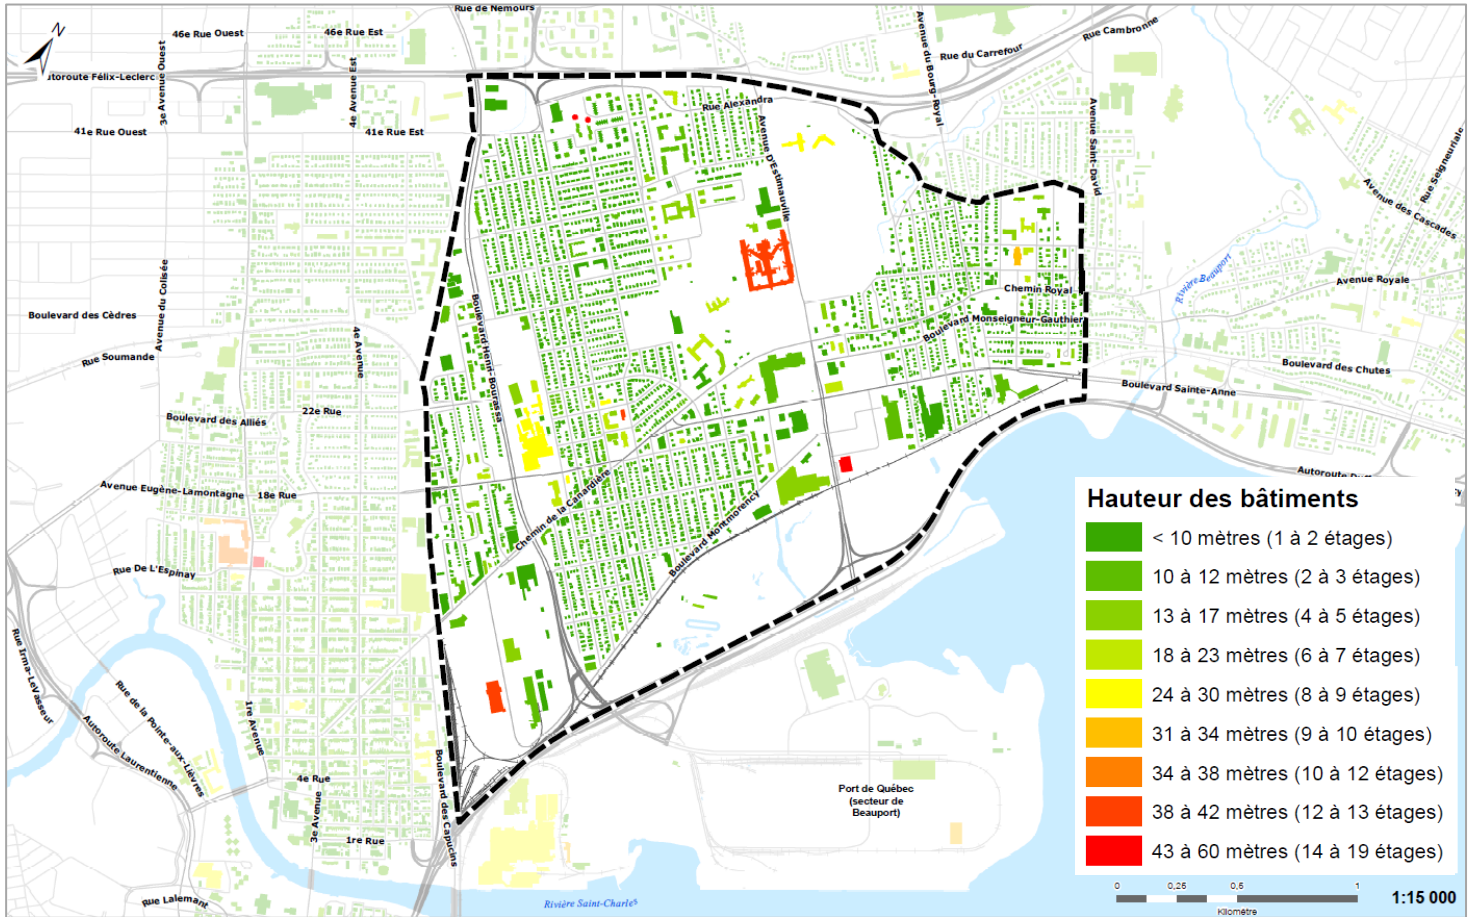 Rue de Nemours
N
46e Rue Ouest
46e Rue Est
Rue Cambronne
Rue du Carrefour
Avenue du Bourg-Royal
Autoroute Félix-Leclerc
3e Avenue Ouest
4e Avenue Est
Rue Alexandra
41e Rue Ouest
41e Rue Est
Avenue D'Estimauville
Avenue Saint-David
Rue Seigneuriale
Avenue des Cascades
Avenue du Colisée
Chemin Royal
Rivière Beauport
Avenue Royale
Boulevard des Cèdres
Boulevard Henri-Bourassa
Boulevard Monseigneur-Gauthier
4e Avenue
Rue Soumande
Boulevard des Chutes
Boulevard Sainte-Anne
Boulevard des Alliés
22e Rue
Avenue Eugène-Lamontagne
18e Rue
Chemin de la Canardière
Boulevard Montmorency
Rue De L'Espinay
Rue Irma-LeVasseur
Rue de la Pointe-aux-Lièvres
Autoroute Laurentienne
1re Avenue
4e Rue
3e Avenue
1re Rue
Boulevard des Capucins
Port de Québec
(secteur de
Beauport)
Rue Lalemant
Rivière Saint-Charles
Hauteur des bâtiments
< 10 mètres (1 à 2 étages)
10 à 12 mètres (2 à 3 étages)
13 à 17 mètres (4 à 5 étages)
18 à 23 mètres (6 à 7 étages)
24 à 30 mètres (8 à 9 étages)
31 à 34 mètres (9 à 10 étages)
34 à 38 mètres (10 à 12 étages)
38 à 42 mètres (12 à 13 étages)
43 à 60 mètres (14 à 19 étages)
0 0,25 0,5 1
Kilomètre
1:15 000